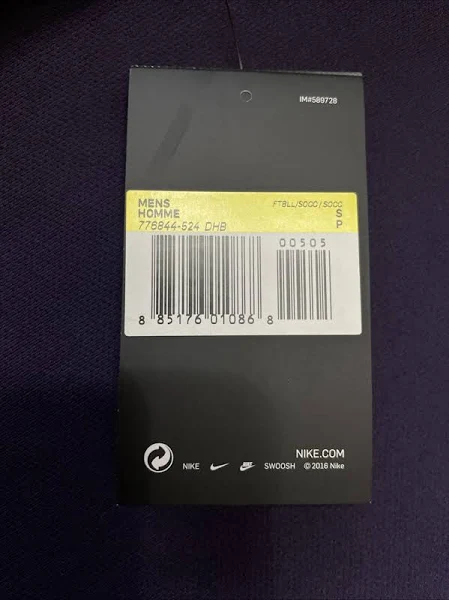 IM#589728
MENS FTBLL/SOCC/SOCC
HOMME S
776844-524 DHB P
00505
8 85176 01086 8
NIKE.COM
NIKE SWOOSH © 2016 Nike